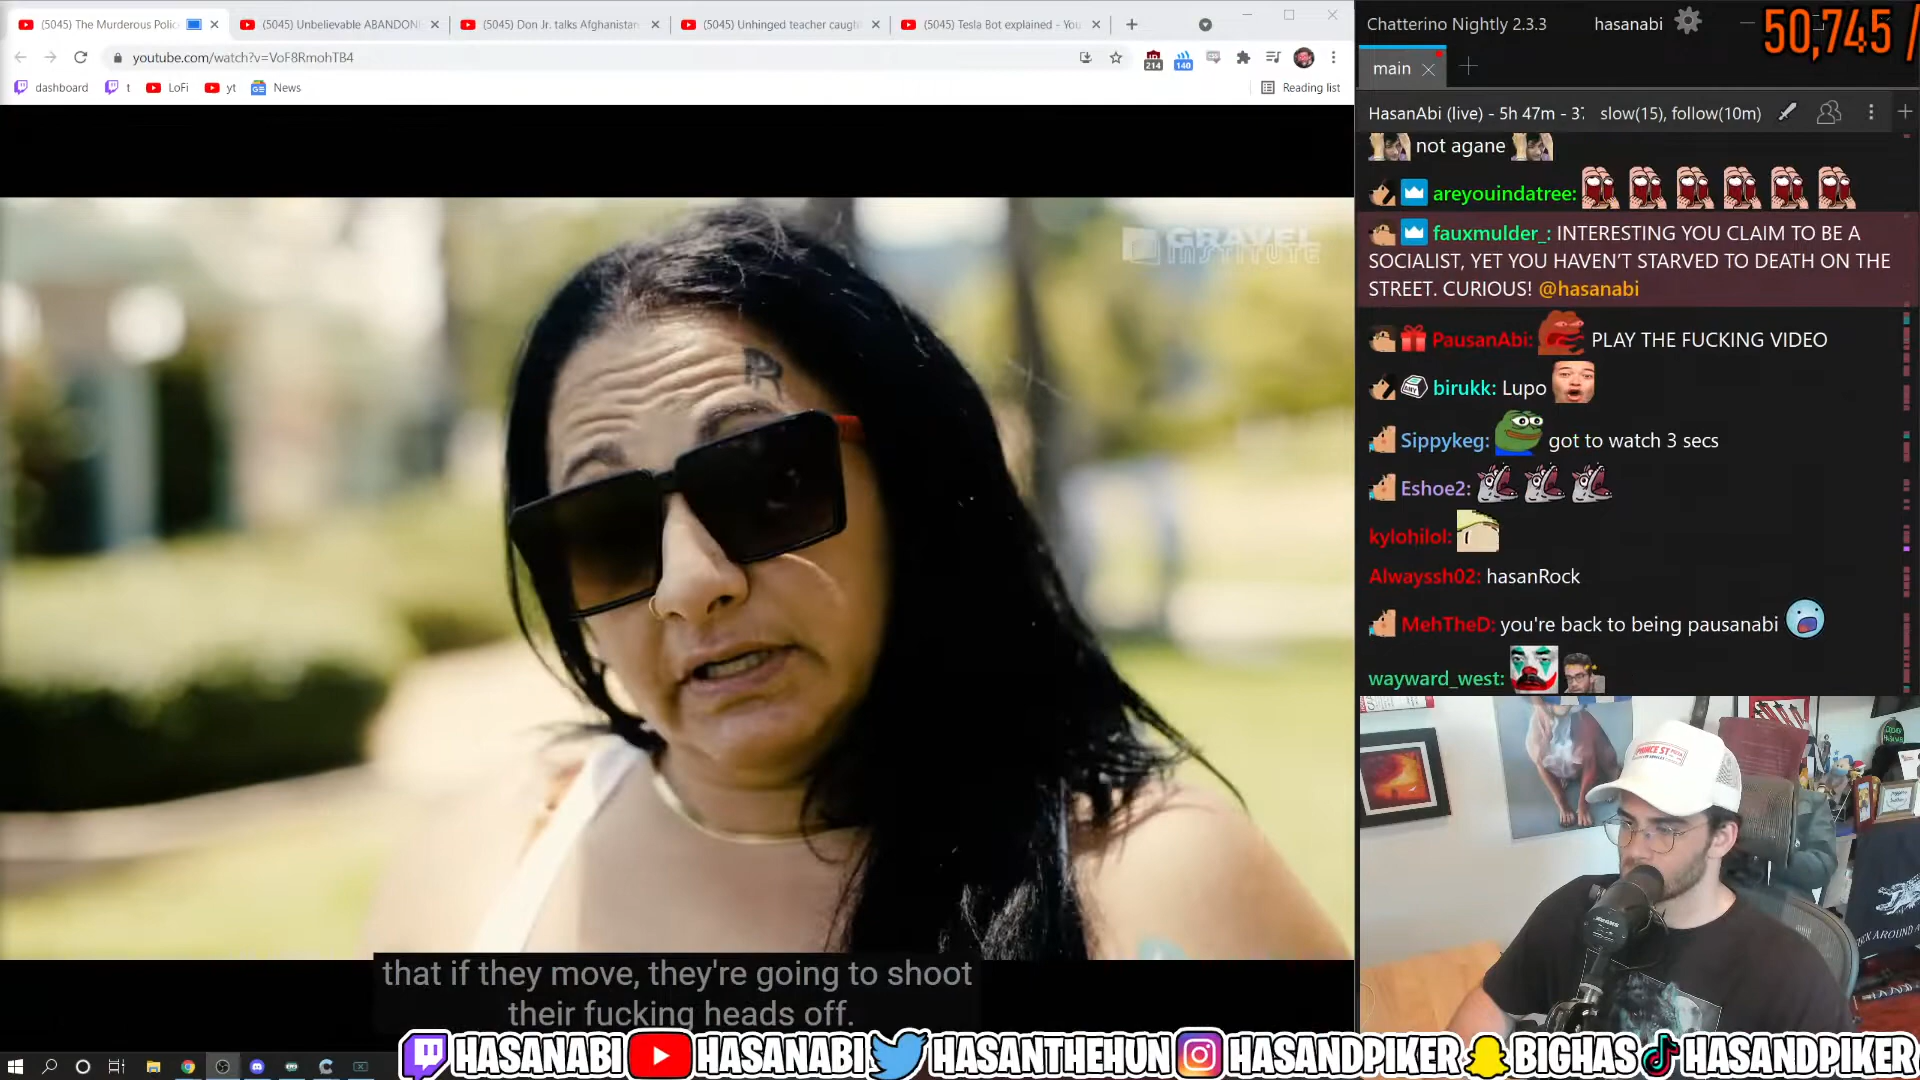 (5045) The Murderous Polic
(5045) Unbelievable ABANDON
(5045) Don Jr. talks Afghanistan
(5045) Unhinged teacher caught
(5045) Tesla Bot explained - You
youtube.com/watch?v=VoF8RmohTB4
214
140
dashboard
t
LoFi
yt
News
Reading list
GRAVEL
INSTITUTE
that if they move, they're going to shoot
their fucking heads off.
Chatterino Nightly 2.3.3
hasanabi
50,745 /
main
HasanAbi (live) - 5h 47m - 37
slow(15), follow(10m)
not agane
areyouindatree:
fauxmulder_: INTERESTING YOU CLAIM TO BE A
SOCIALIST, YET YOU HAVEN'T STARVED TO DEATH ON THE
STREET. CURIOUS! @hasanabi
PausanAbi: PLAY THE FUCKING VIDEO
birukk: Lupo
Sippykeg: got to watch 3 secs
Eshoe2:
kylohilol:
Alwayssh02: hasanRock
MehTheD: you're back to being pausanabi
wayward_west:
PRINCE ST
HASANABI HASANABI HASANTHEHUN HASANDPIKER BIGHAS HASANDPIKER